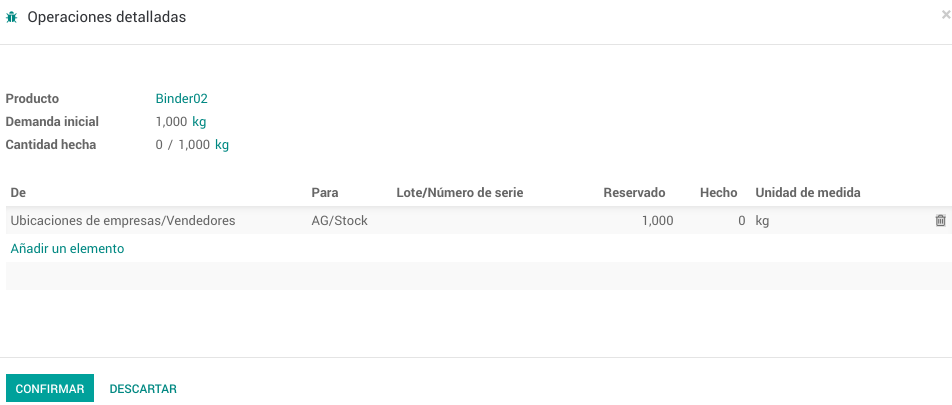 Operaciones detalladas
×
Producto Binder02
Demanda inicial 1,000 kg
Cantidad hecha 0 / 1,000 kg
De Para Lote/Número de serie Reservado Hecho Unidad de medida
Ubicaciones de empresas/Vendedores AG/Stock 1,000 0 kg
Añadir un elemento
CONFIRMAR DESCARTAR